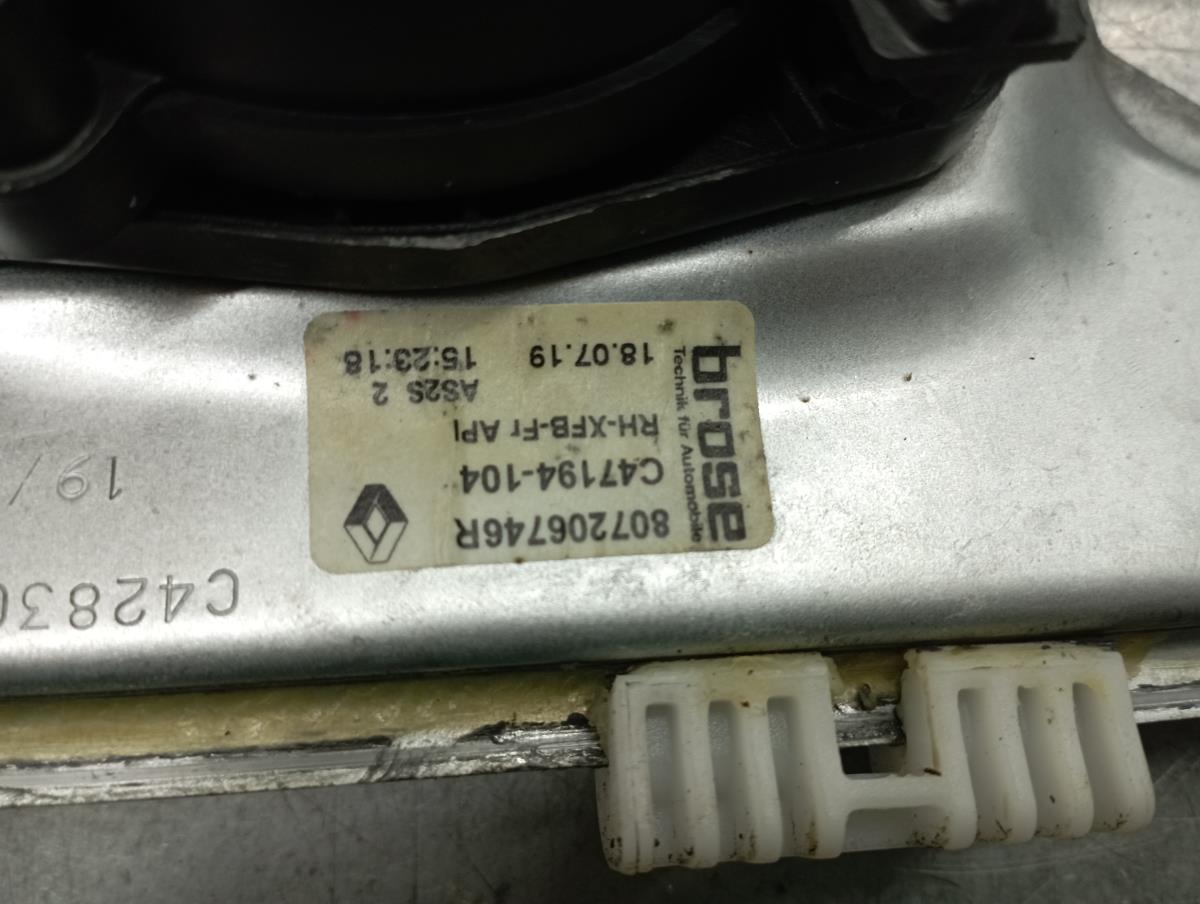 807206746R
C47194-104
RH-XFB-Fr API
AS2S 2
18.07.19 15:23:18
brose
Technik für Automobile
C4283
19/